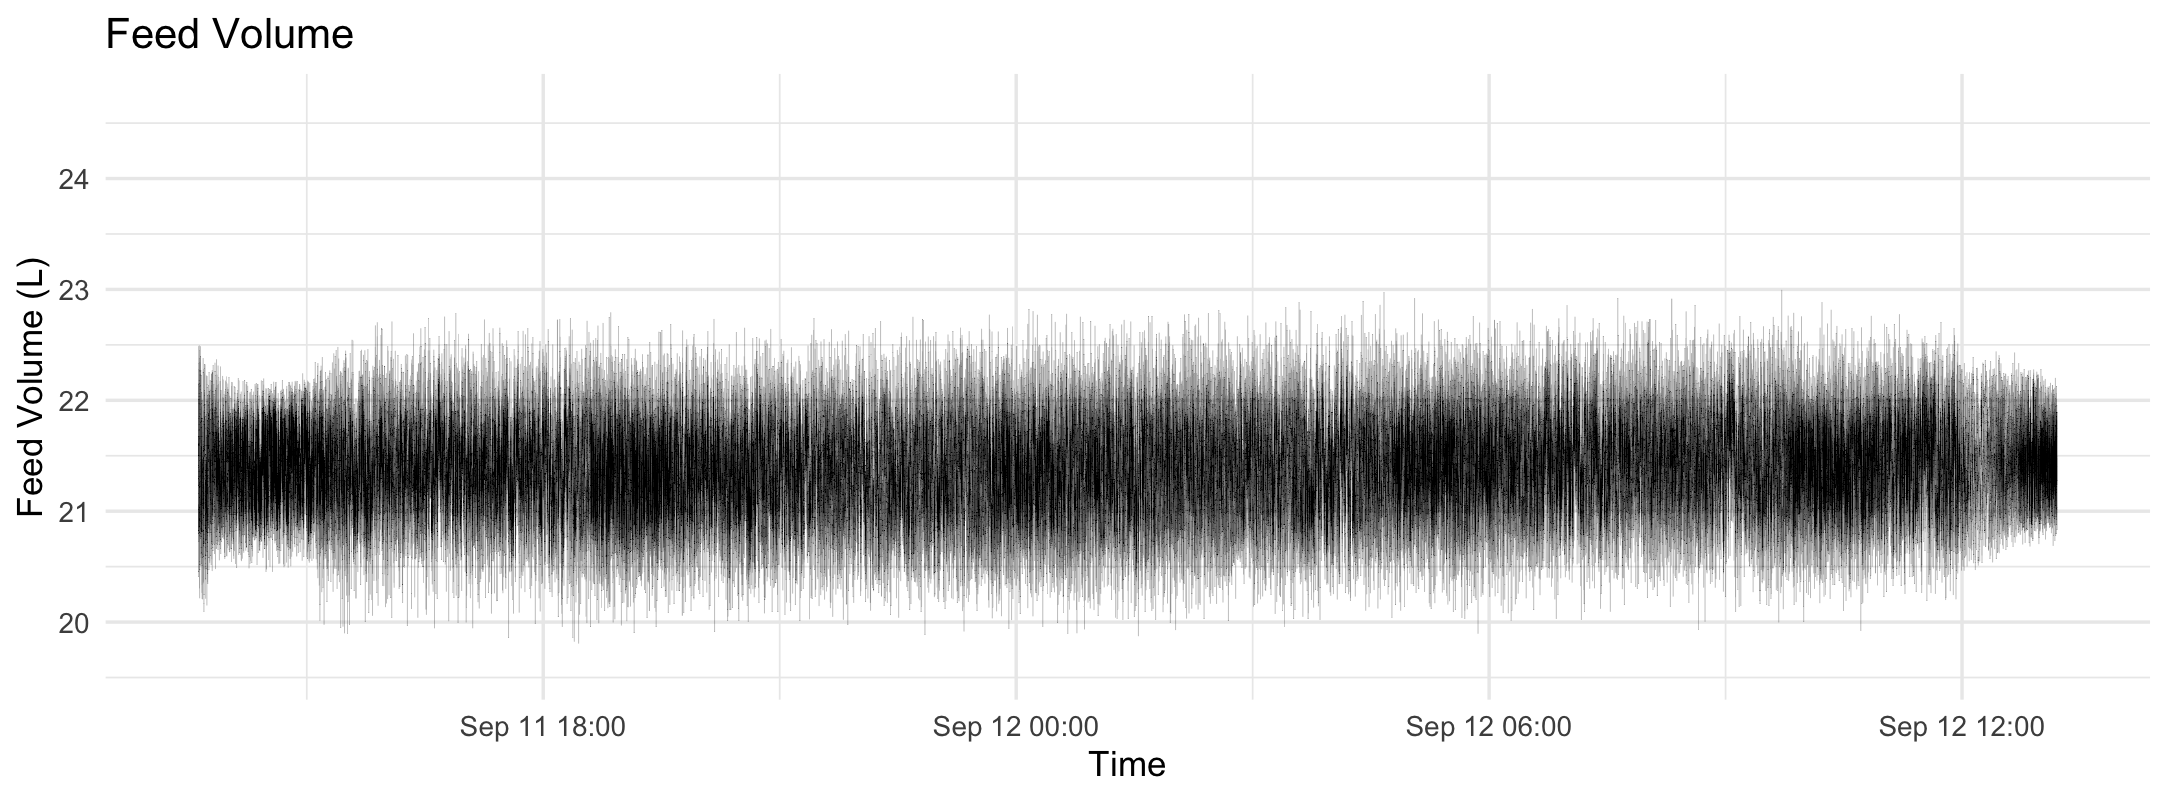 Feed Volume
Feed Volume (L)
24
23
22
21
20
Sep 11 18:00
Sep 12 00:00
Sep 12 06:00
Sep 12 12:00
Time